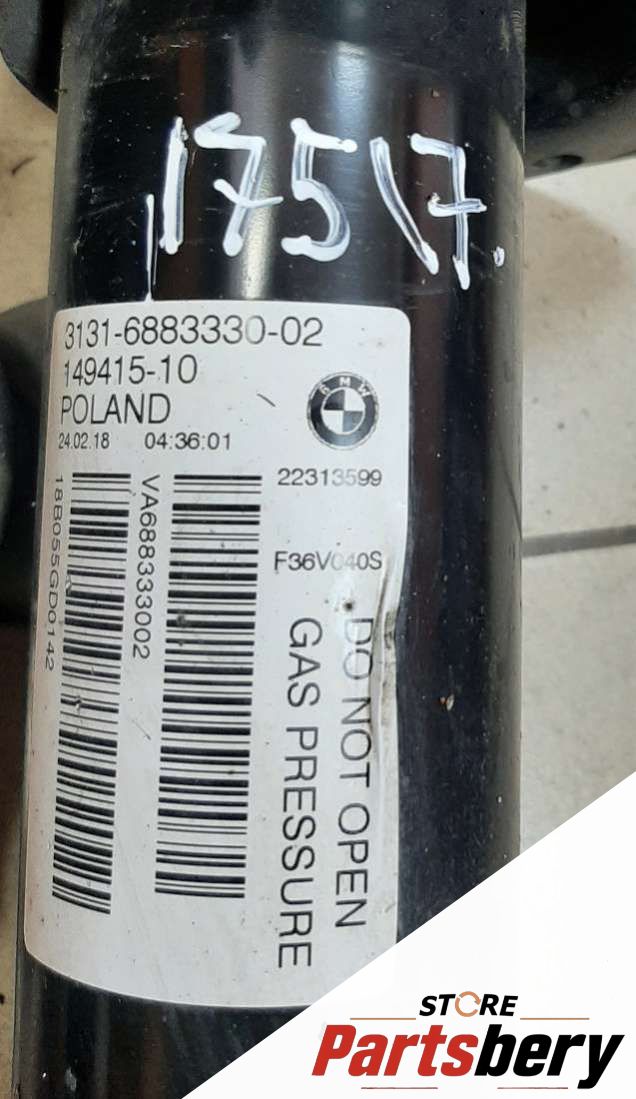 17517.
3131-6883330-02
149415-10
POLAND
BMW
24.02.18 04:36:01
22313599
18B055GD0142
VA688333002
F36V040S
DO NOT OPEN
GAS PRESSURE
STORE
Partsbery